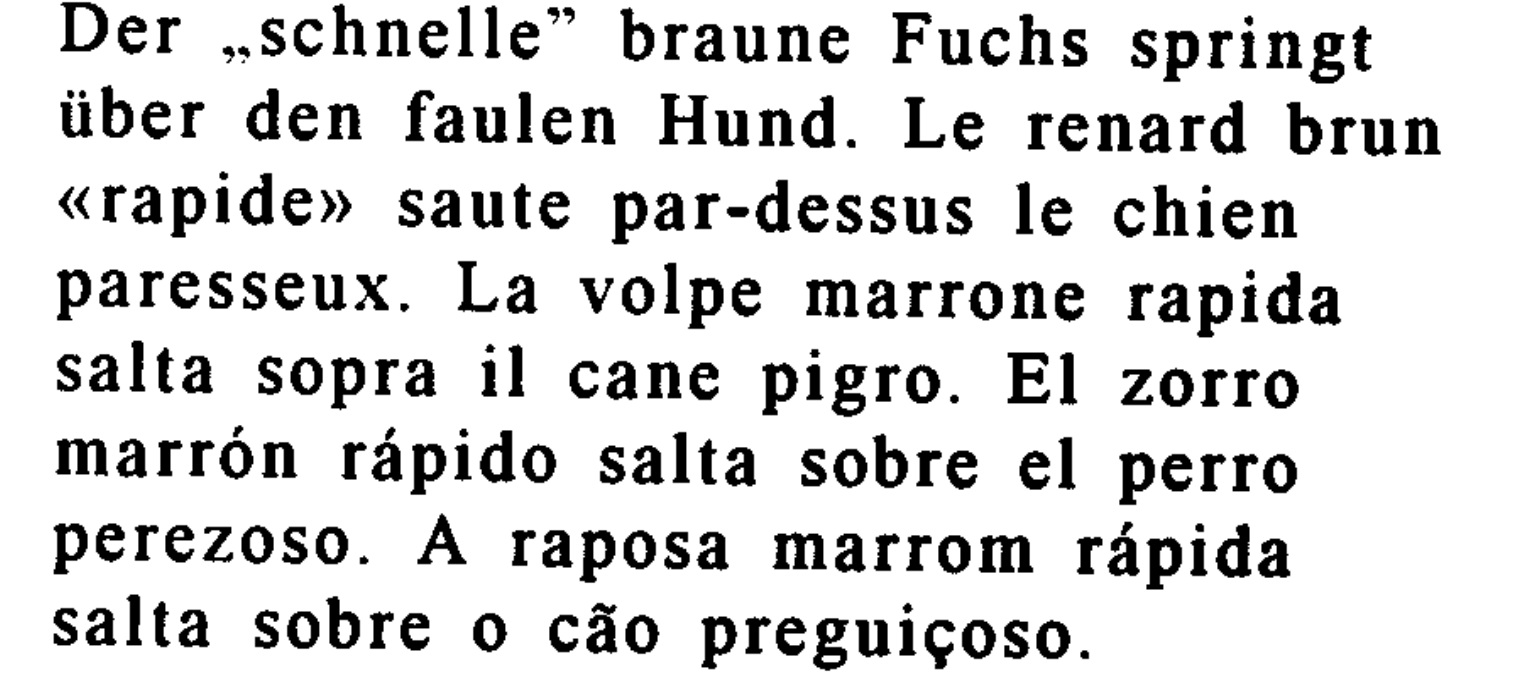 Der „schnelle” braune Fuchs springt
über den faulen Hund. Le renard brun
«rapide» saute par-dessus le chien
paresseux. La volpe marrone rapida
salta sopra il cane pigro. El zorro
marrón rápido salta sobre el perro
perezoso. A raposa marrom rápida
salta sobre o cão preguiçoso.